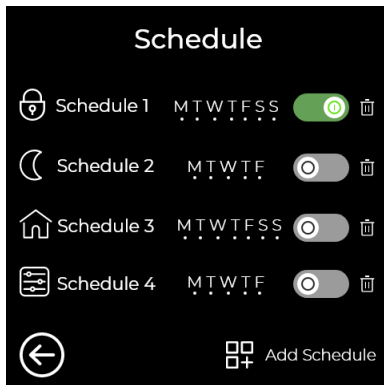 Schedule
Schedule 1 MTWTFSS
Schedule 2 MTWTF
Schedule 3 MTWTFSS
Schedule 4 MTWTF
Add Schedule